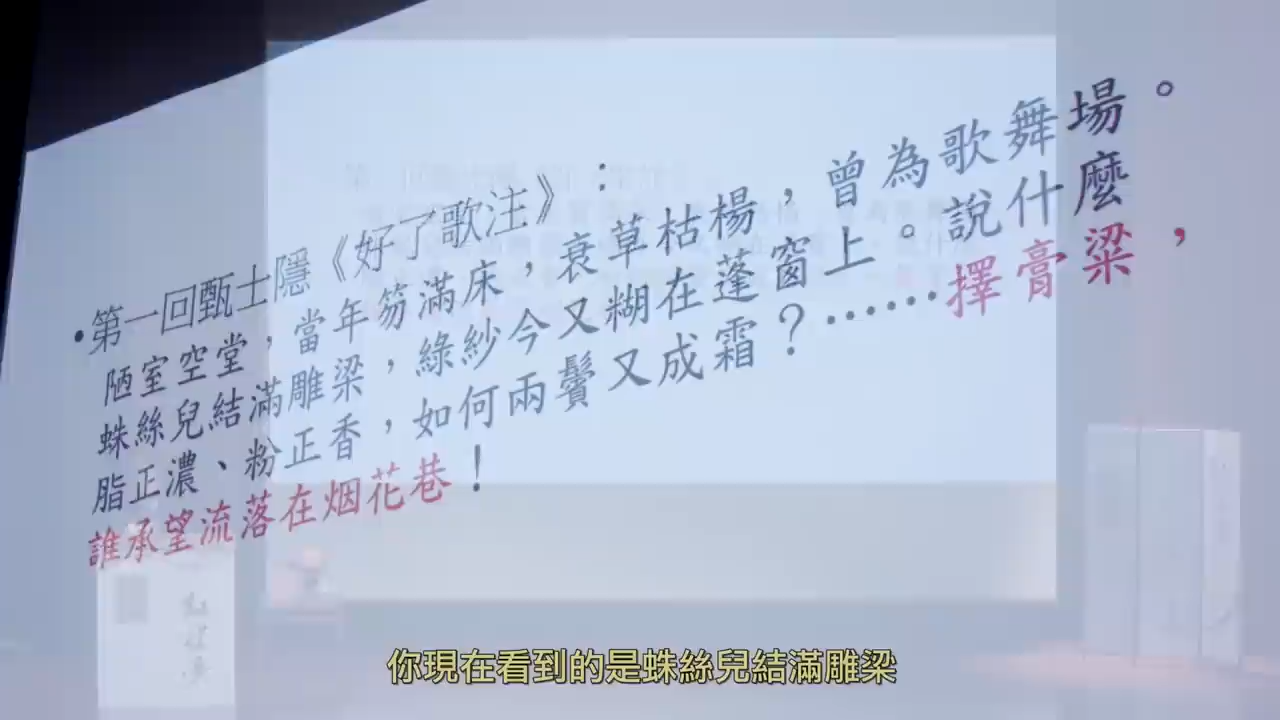 •第一回甄士隱《好了歌注》：
陋室空堂，當年笏滿床，衰草枯楊，曾為歌舞場。
蛛絲兒結滿雕梁，綠紗今又糊在蓬窗上。說什麼
脂正濃、粉正香，如何兩鬢又成霜？……擇膏粱，
誰承望流落在烟花巷！
紅樓夢
你現在看到的是蛛絲兒結滿雕梁